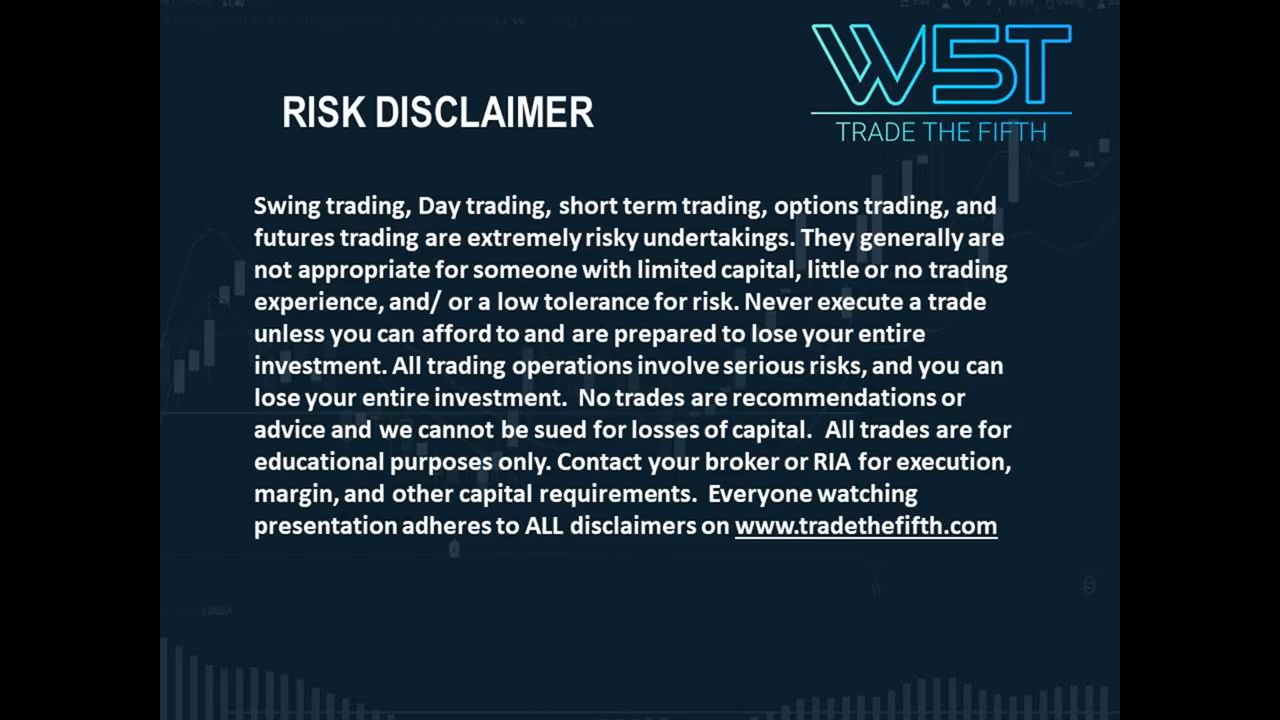 W5T
TRADE THE FIFTH
RISK DISCLAIMER
Swing trading, Day trading, short term trading, options trading, and
futures trading are extremely risky undertakings. They generally are
not appropriate for someone with limited capital, little or no trading
experience, and/ or a low tolerance for risk. Never execute a trade
unless you can afford to and are prepared to lose your entire
investment. All trading operations involve serious risks, and you can
lose your entire investment.  No trades are recommendations or
advice and we cannot be sued for losses of capital.  All trades are for
educational purposes only. Contact your broker or RIA for execution,
margin, and other capital requirements.  Everyone watching
presentation adheres to ALL disclaimers on www.tradethefifth.com